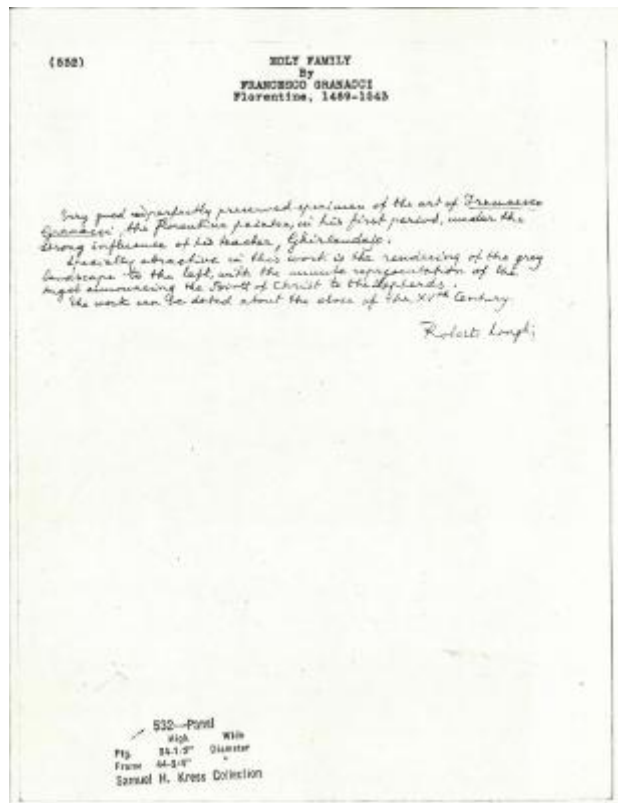 (532)
HOLY FAMILY
By
FRANCESCO GRANACCI
Florentine, 1469-1543
Very good perfectly preserved specimen of the art of Francesco
Granacci, the florentine painter, in his first period, under the
strong influence of his teacher, Ghirlandajo.
Specially attractive in this work is the rendering of the grey
landscape to the left, with the minute representation of the
angel announcing the Birth of Christ to the shepherds.
The work can be dated about the close of the XVth Century.
Roberto Longhi
532—Panel
High Wide
Ptg. 34-1/2" Diameter
Frame 44-3/4" "
Samuel H. Kress Collection